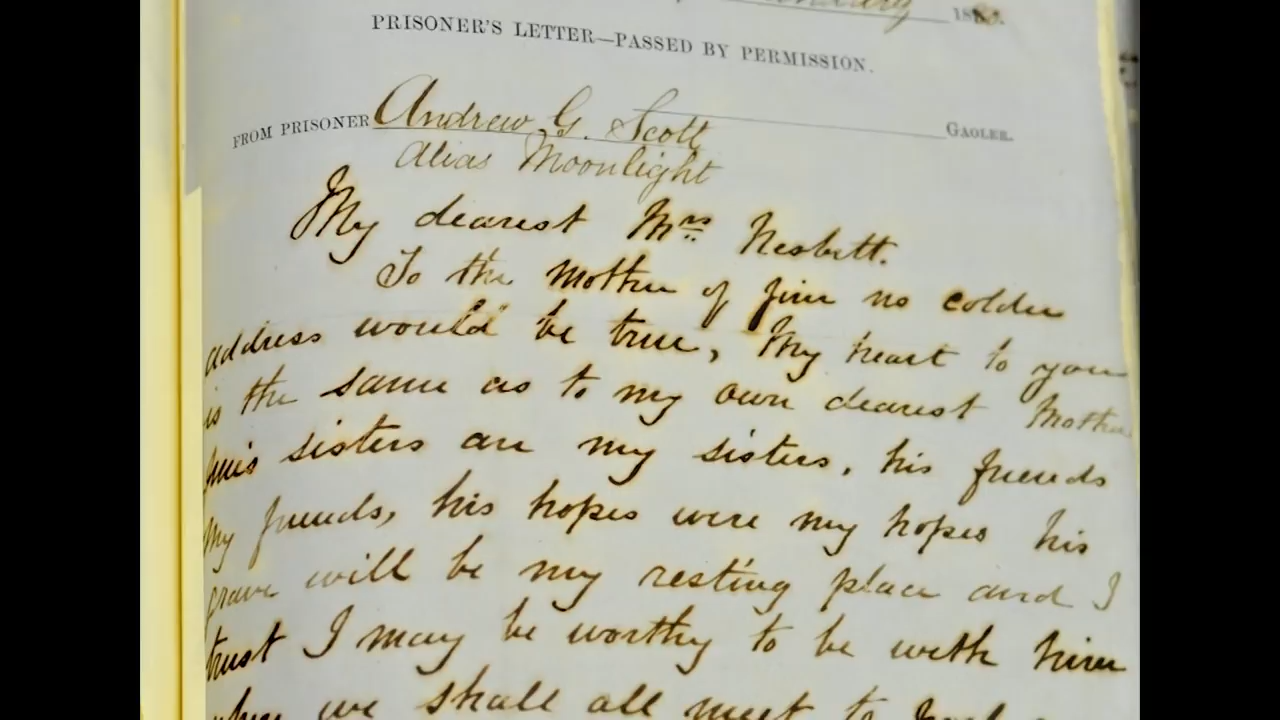 188
PRISONER'S LETTER—PASSED BY PERMISSION.
FROM PRISONER Andrew G. Scott GAOLER.
Alias Moonlight
My dearest Mrs Nesbitt.
To the Mother of Jim no colder
address would be true, My heart to you
is the same as to my own dearest Mother
Jim's sisters are my sisters, his friends
My friends, his hopes were my hopes his
grave will be my resting place and I
trust I may be worthy to be with him
when we shall all meet to